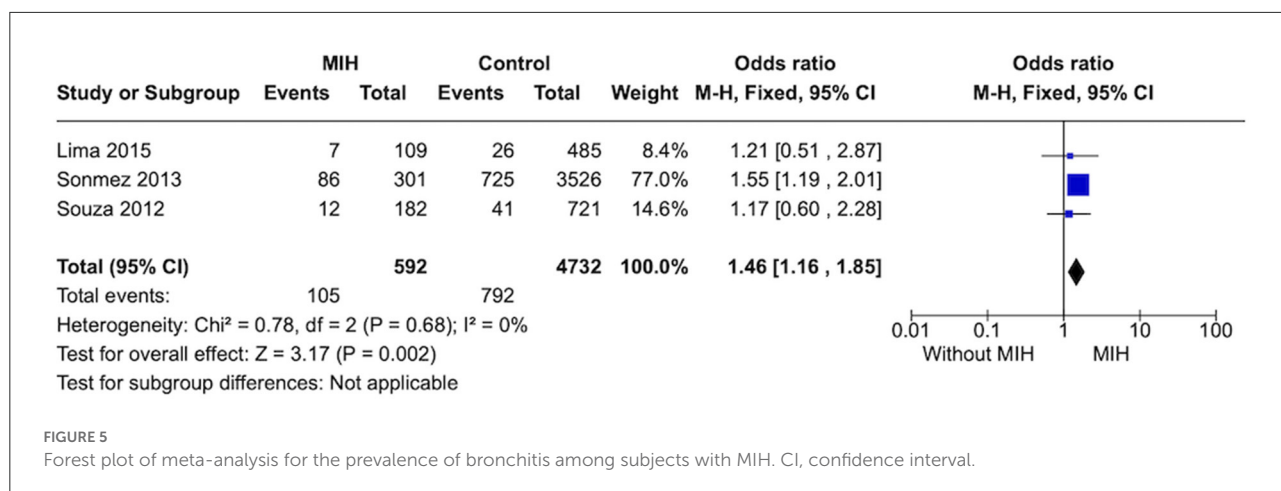 MIH Control Odds ratio Odds ratio
Study or Subgroup Events Total Events Total Weight M-H, Fixed, 95% CI M-H, Fixed, 95% CI
Lima 2015 7 109 26 485 8.4% 1.21 [0.51 , 2.87]
Sonmez 2013 86 301 725 3526 77.0% 1.55 [1.19 , 2.01]
Souza 2012 12 182 41 721 14.6% 1.17 [0.60 , 2.28]
Total (95% CI) 592 4732 100.0% 1.46 [1.16 , 1.85]
Total events: 105 792
Heterogeneity: Chi² = 0.78, df = 2 (P = 0.68); I² = 0%
Test for overall effect: Z = 3.17 (P = 0.002)
Test for subgroup differences: Not applicable
0.01 0.1 1 10 100
Without MIH MIH
FIGURE 5
Forest plot of meta-analysis for the prevalence of bronchitis among subjects with MIH. CI, confidence interval.